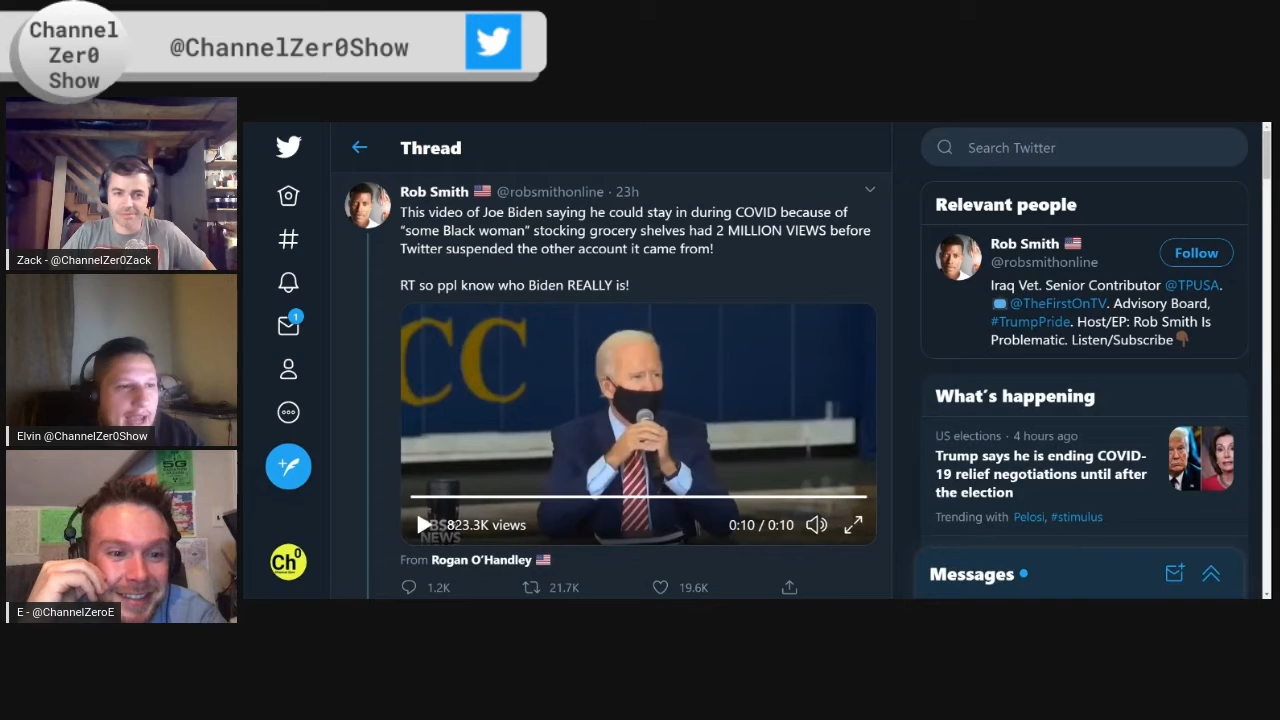 Channel
Zer0
Show
@ChannelZer0Show
Zack - @ChannelZer0Zack
Elvin @ChannelZer0Show
5G
E - @ChannelZeroE
1
Ch0
Thread
Rob Smith @robsmithonline · 23h
This video of Joe Biden saying he could stay in during COVID because of
“some Black woman” stocking grocery shelves had 2 MILLION VIEWS before
Twitter suspended the other account it came from!
RT so ppl know who Biden REALLY is!
CC
BS NEWS
823.3K views
0:10 / 0:10
From Rogan O'Handley
1.2K
21.7K
19.6K
Search Twitter
Relevant people
Rob Smith
@robsmithonline
Follow
Iraq Vet. Senior Contributor @TPUSA.
@TheFirstOnTV. Advisory Board,
#TrumpPride. Host/EP: Rob Smith Is
Problematic. Listen/Subscribe
What's happening
US elections · 4 hours ago
Trump says he is ending COVID-
19 relief negotiations until after
the election
Trending with Pelosi, #stimulus
Messages